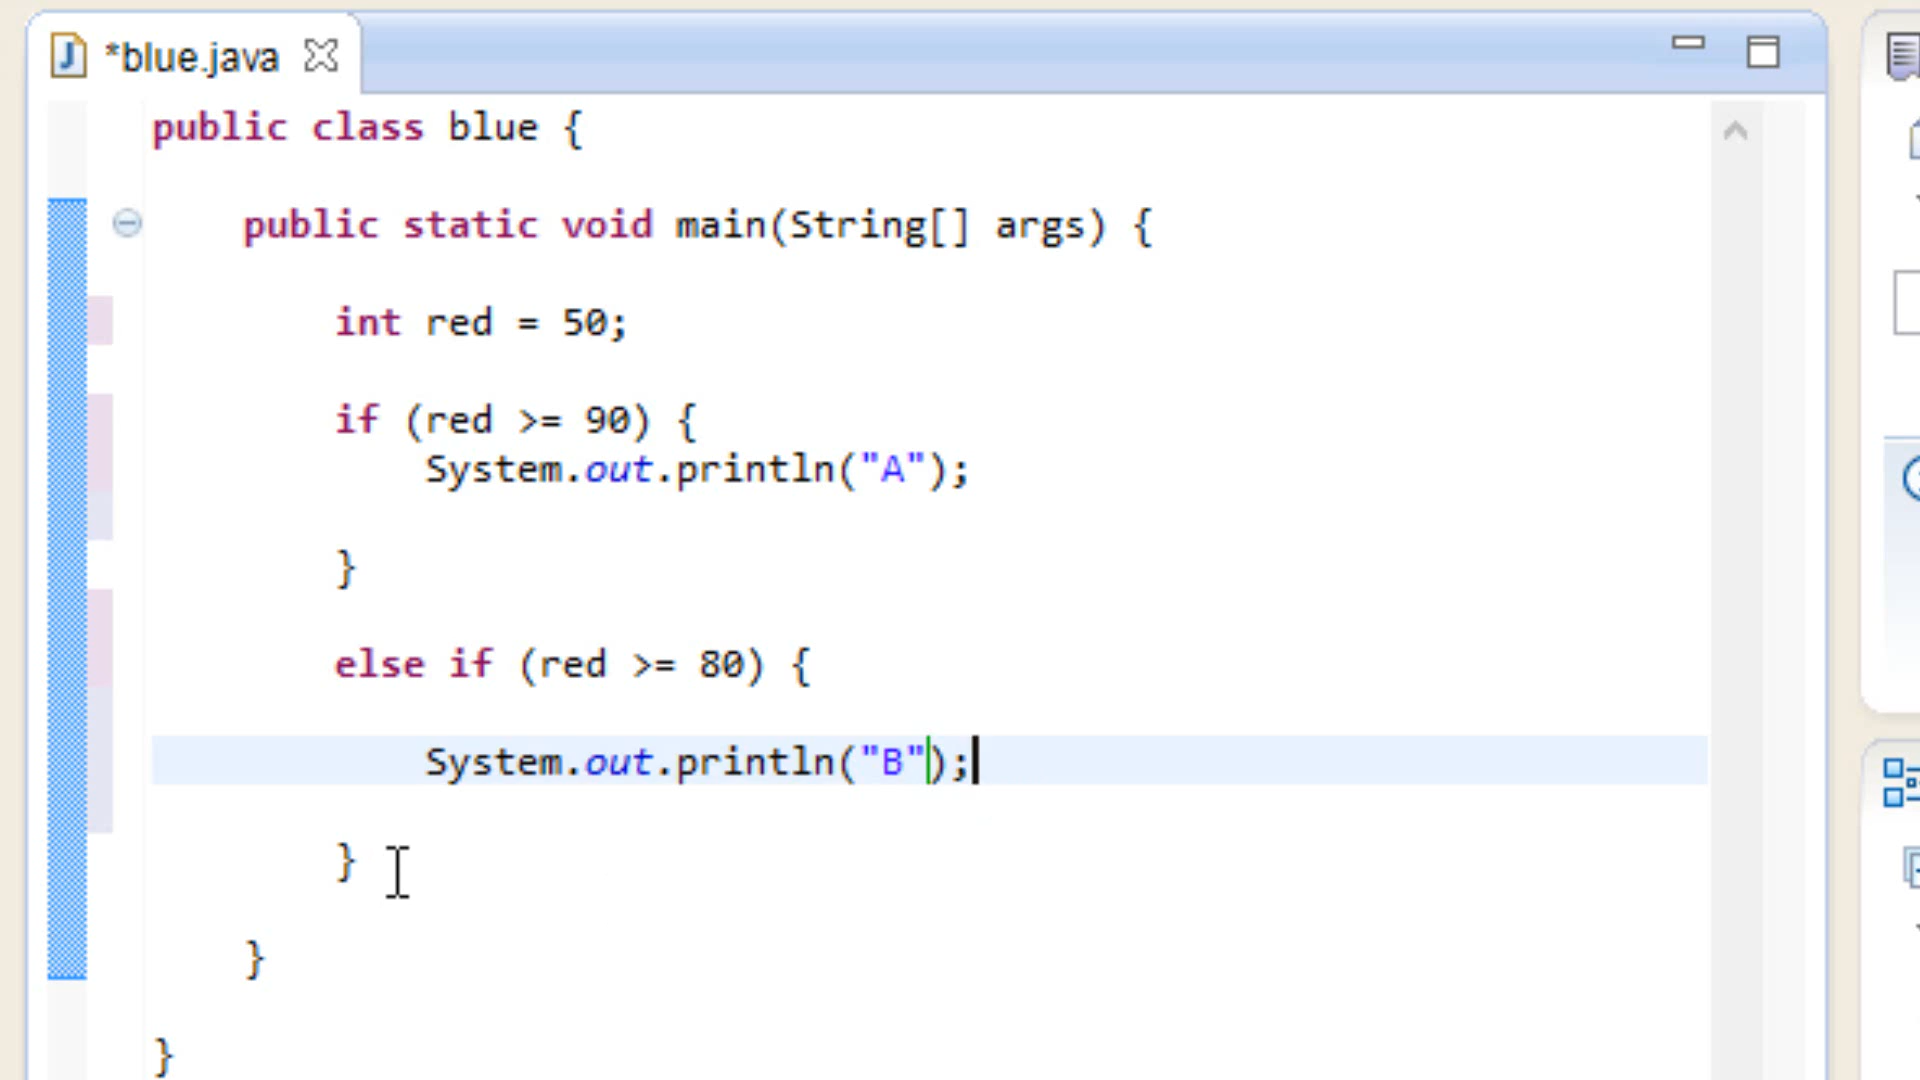 *blue.java
public class blue {
public static void main(String[] args) {
int red = 50;
if (red >= 90) {
System.out.println("A");
}
else if (red >= 80) {
System.out.println("B");
}
}
}